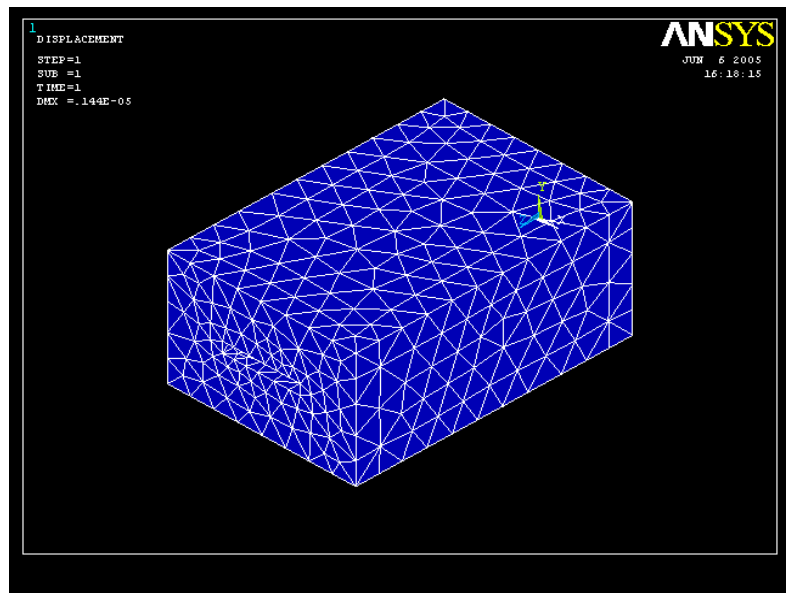 1
DISPLACEMENT
STEP=1
SUB =1
TIME=1
DMX =.144E-05
ANSYS
JUN 6 2005
16:18:15
Y
X
Z